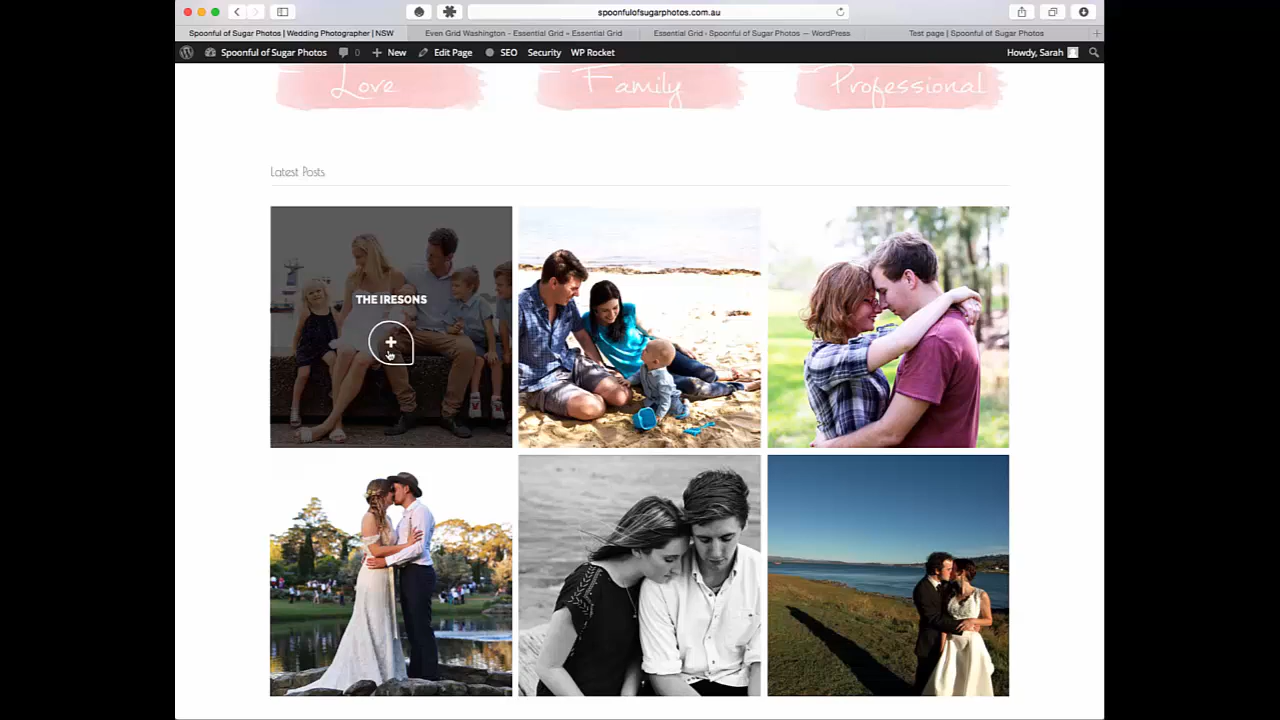 spoonfulofsugarphotos.com.au
Spoonful of Sugar Photos | Wedding Photographer | NSW
Even Grid Washington - Essential Grid « Essential Grid
Essential Grid ‹ Spoonful of Sugar Photos — WordPress
Test page | Spoonful of Sugar Photos
Spoonful of Sugar Photos 0 New Edit Page SEO Security WP Rocket Howdy, Sarah
Love
Family
Professional
Latest Posts
THE IRESONS